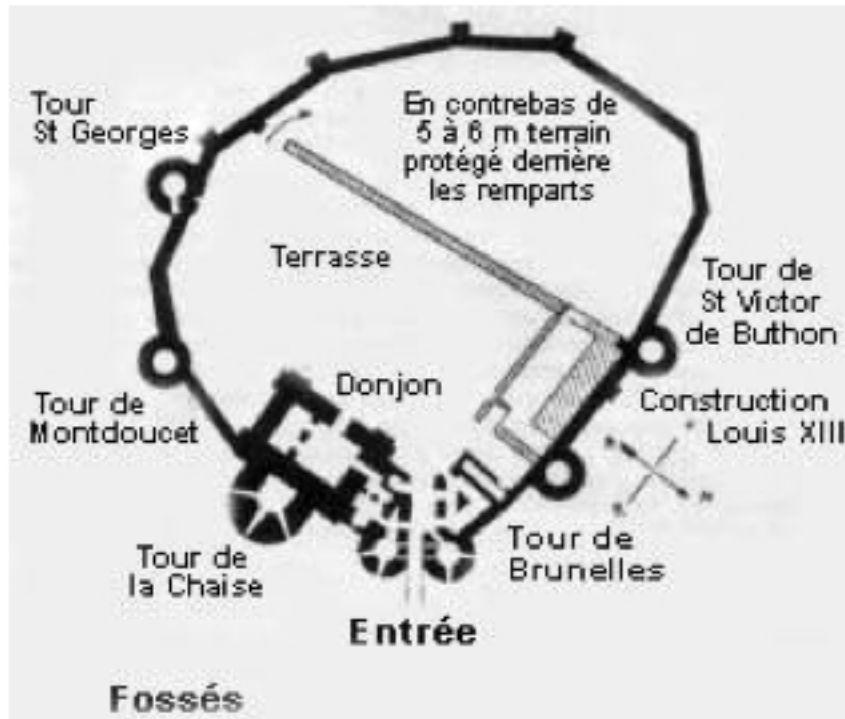 Tour
St Georges
En contrebas de
5 à 6 m terrain
protégé derrière
les remparts
Terrasse
Tour de
St Victor
de Buthon
Donjon
Tour de
Montdoucet
Construction
Louis XIII
Tour de
la Chaise
Tour de
Brunelles
Entrée
Fossés